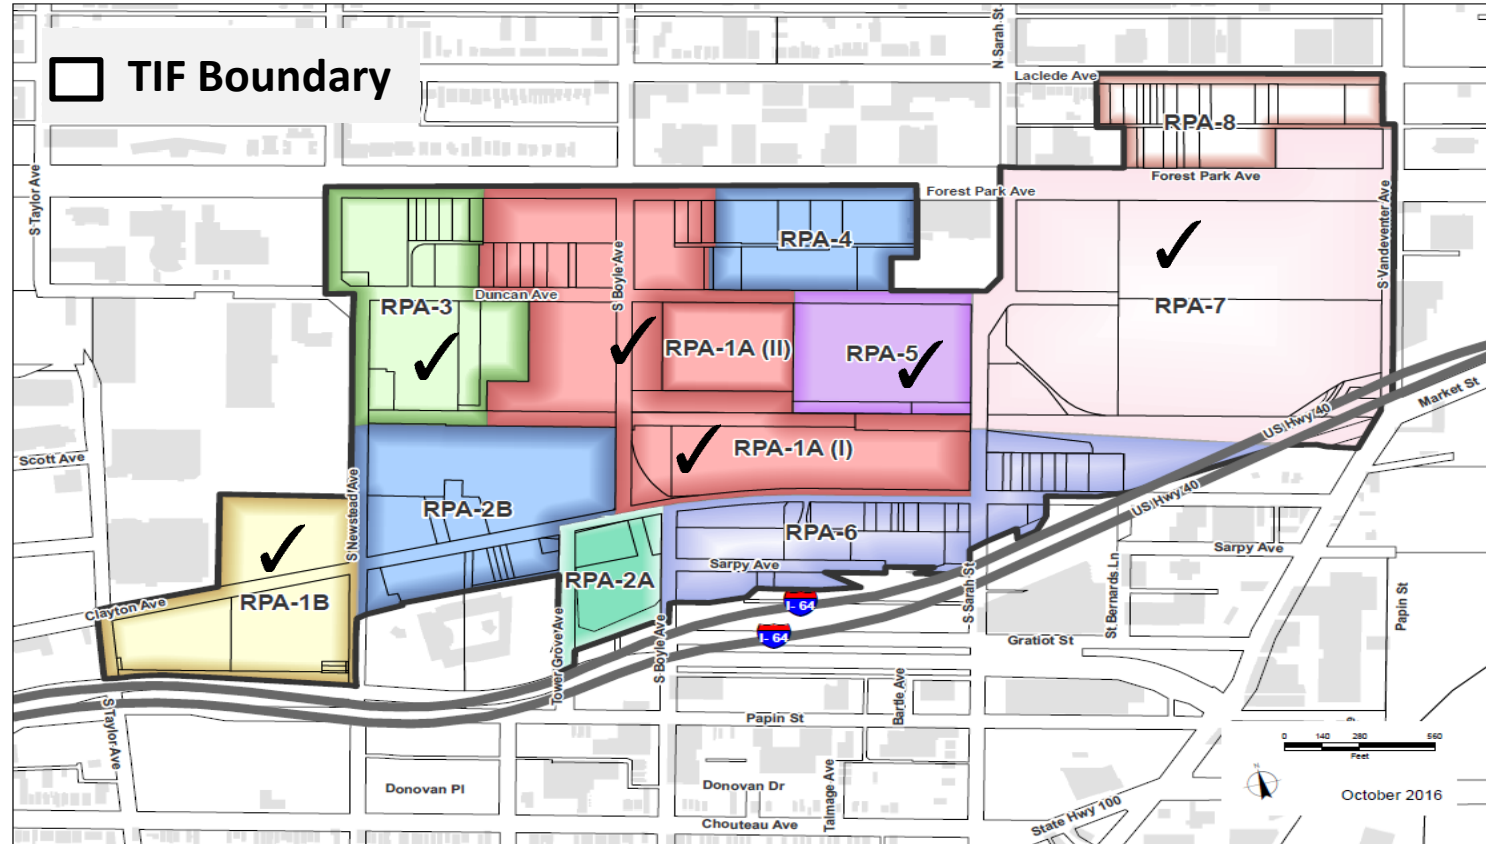 TIF Boundary
N Sarah St
Laclede Ave
RPA-8
Forest Park Ave
Forest Park Ave
S Taylor Ave
S Vandeventer Ave
RPA-4
S Boyle Ave
Duncan Ave
RPA-3
RPA-7
RPA-1A (II)
RPA-5
Market St
US Hwy 40
RPA-1A (I)
Scott Ave
S Newstead Ave
RPA-2B
US Hwy 40
RPA-6
Sarpy Ave
Sarpy Ave
RPA-2A
Clayton Ave
RPA-1B
I- 64
I- 64
S Sarah St
St Bernards Ln
Papin St
Gratiot St
Tower Grove Ave
S Boyle Ave
Bartle Ave
S Taylor Ave
Papin St
0 140 280 560
Feet
N
Donovan Pl
Donovan Dr
Talmage Ave
October 2016
Chouteau Ave
State Hwy 100